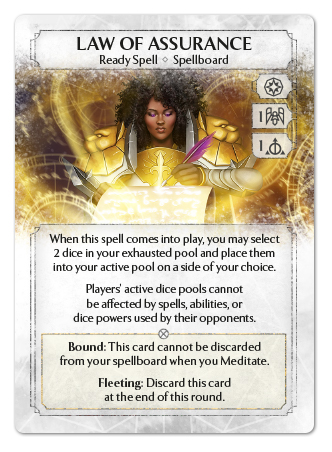 LAW OF ASSURANCE
Ready Spell ⬦ Spellboard
1
1
When this spell comes into play, you may select
2 dice in your exhausted pool and place them
into your active pool on a side of your choice.
Players' active dice pools cannot
be affected by spells, abilities, or
dice powers used by their opponents.
Bound: This card cannot be discarded
from your spellboard when you Meditate.
Fleeting: Discard this card
at the end of this round.